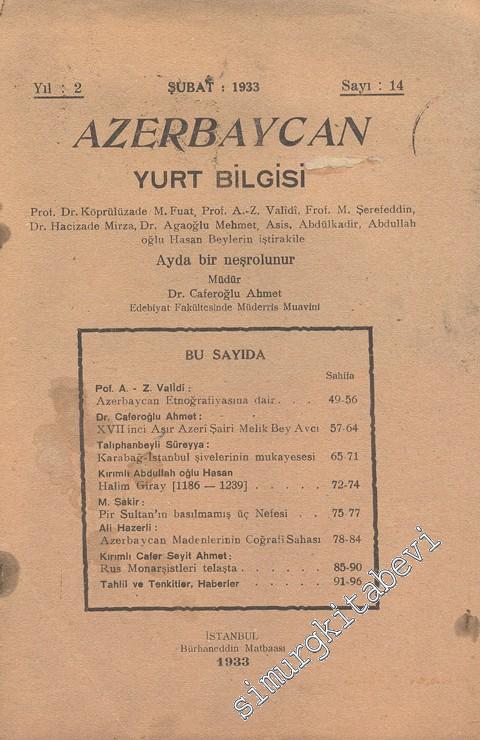 Yıl : 2 ŞUBAT : 1933 Sayı : 14
AZERBAYCAN
YURT BİLGİSİ
Prof. Dr. Köprülüzade M. Fuat, Prof. A.-Z. Validî, Frof. M. Şerefeddin,
Dr. Hacizade Mirza, Dr. Agaoğlu Mehmet, Asis. Abdülkadir, Abdullah
oğlu Hasan Beylerin iştirakile
Ayda bir neşrolunur
Müdür
Dr. Caferoğlu Ahmet
Edebiyat Fakültesinde Müderris Muavini
BU SAYIDA
Sahifa
Pof. A. - Z. Validî :
Azerbaycan Etnoğrafiyasına dair . . . 49-56
Dr. Caferoğlu Ahmet :
XVII inci Asır Azeri Şairi Melik Bey Avcı 57-64
Talıphanbeyli Süreyya :
Karabağ-İstanbul şivelerinin mukayesesi 65-71
Kırımlı Abdullah oğlu Hasan
Halim Giray [1186 — 1239] . . . . . 72-74
M. Şakir :
Pir Sultan'ın basılmamış üç Nefesi . . 75-77
Ali Hazerli :
Azerbaycan Madenlerinin Coğrafî Sahası 78-84
Kırımlı Cafer Seyit Ahmet :
Rus Monarşistleri telaşta . . . . . . 85-90
Tahlil ve Tenkitler, Haberler . . . . . 91-96
İSTANBUL
Bürhaneddin Matbaası
1933
simurgkitabevi